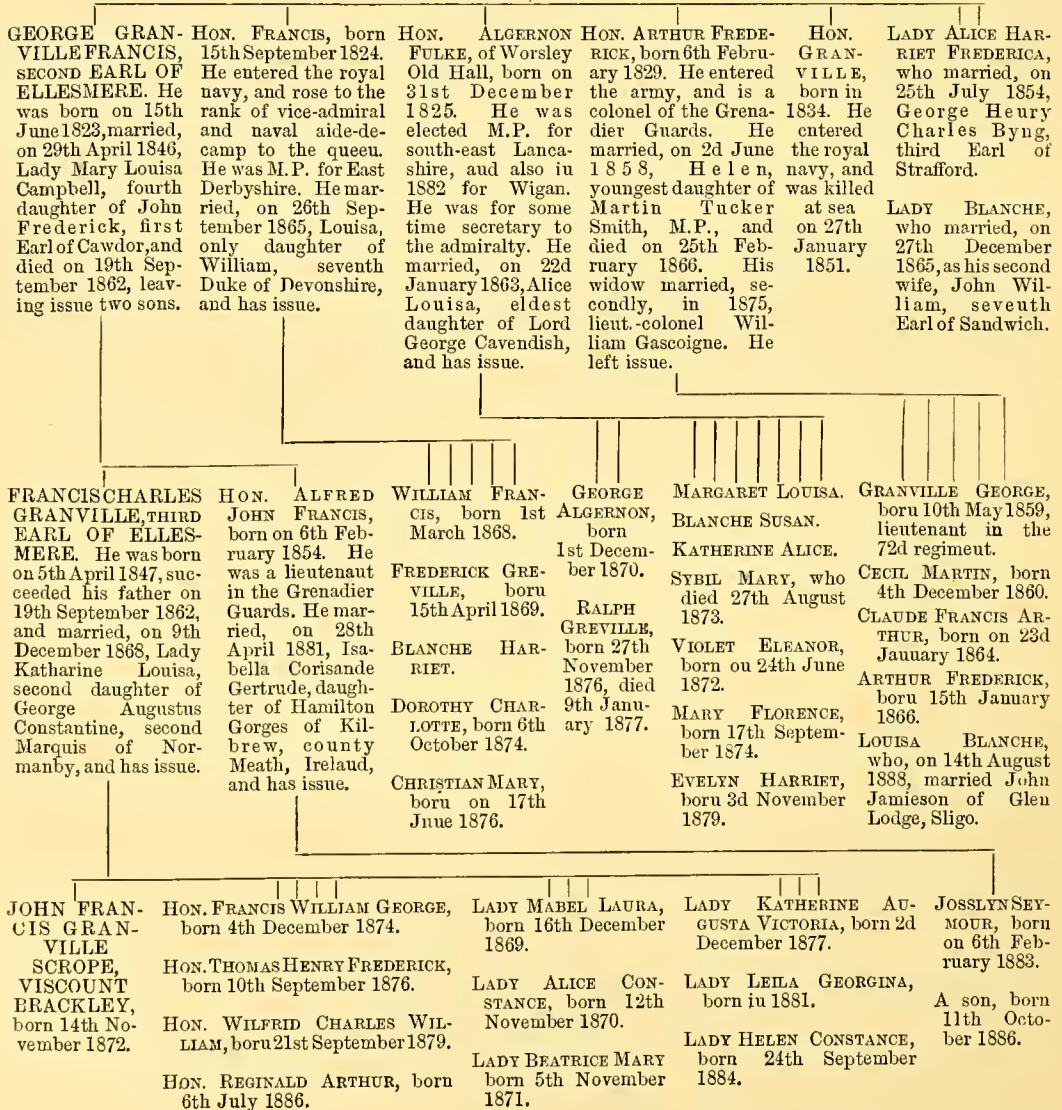 GEORGE GRAN-
VILLE FRANCIS,
SECOND EARL OF
ELLESMERE. He
was born on 15th
June 1823, married,
on 29th April 1846,
Lady Mary Louisa
Campbell, fourth
daughter of John
Frederick, first
Earl of Cawdor, and
died on 19th Sep-
tember 1862, leav-
ing issue two sons.
HON. FRANCIS, born
15th September 1824.
He entered the royal
navy, and rose to the
rank of vice-admiral
and naval aide-de-
camp to the queeu.
He was M.P. for East
Derbyshire. He mar-
ried, on 26th Sep-
tember 1865, Louisa,
only daughter of
William, seventh
Duke of Devonshire,
and has issue.
HON. ALGERNON
FULKE, of Worsley
Old Hall, born on
31st December
1825. He was
elected M.P. for
south-east Lanca-
shire, aud also iu
1882 for Wigan.
He was for some
time secretary to
the admiralty. He
married, on 22d
January 1863, Alice
Louisa, eldest
daughter of Lord
George Cavendish,
and has issue.
HON. ARTHUR FREDE-
RICK, born 6th Febru-
ary 1829. He entered
the army, and is a
colonel of the Grena-
dier Guards. He
married, on 2d June
1858, Helen,
youngest daughter of
Martin Tucker
Smith, M.P., and
died on 25th Feb-
ruary 1866. His
widow married, se-
condly, in 1875,
lieut.-colonel Wil-
liam Gascoigne. He
left issue.
HON.
GRAN-
VILLE,
born in
1834. He
entered
the royal
navy, and
was killed
at sea
on 27th
January
1851.
LADY ALICE HAR-
RIET FREDERICA,
who married, on
25th July 1854,
George Heury
Charles Byng,
third Earl of
Strafford.
LADY BLANCHE,
who married, on
27th December
1865, as his second
wife, John Wil-
liam, seventh
Earl of Sandwich.
FRANCIS CHARLES
GRANVILLE, THIRD
EARL OF ELLES-
MERE. He was born
on 5th April 1847, suc-
ceeded his father on
19th September 1862,
and married, on 9th
December 1868, Lady
Katharine Louisa,
second daughter of
George Augustus
Constantine, second
Marquis of Nor-
manby, and has issue.
HON. ALFRED
JOHN FRANCIS,
born on 6th Feb-
ruary 1854. He
was a lieutenant
in the Grenadier
Guards. He mar-
ried, on 28th
April 1881, Isa-
bella Corisande
Gertrude, daugh-
ter of Hamilton
Gorges of Kil-
brew, county
Meath, Irelaud,
and has issue.
WILLIAM FRAN-
CIS, born 1st
March 1868.
FREDERICK GRE-
VILLE, born
15th April 1869.
BLANCHE HAR-
RIET.
DOROTHY CHAR-
LOTTE, born 6th
October 1874.
CHRISTIAN MARY,
boru on 17th
Juue 1876.
GEORGE
ALGERNON,
born
1st Decem-
ber 1870.
RALPH
GREVILLE,
born 27th
November
1876, died
9th Janu-
ary 1877.
MARGARET LOUISA.
BLANCHE SUSAN.
KATHERINE ALICE.
SYBIL MARY, who
died 27th August
1873.
VIOLET ELEANOR,
born ou 24th June
1872.
MARY FLORENCE,
born 17th Septem-
ber 1874.
EVELYN HARRIET,
born 3d November
1879.
GRANVILLE GEORGE,
born 10th May 1859,
lieutenant in the
72d regimeut.
CECIL MARTIN, born
4th December 1860.
CLAUDE FRANCIS AR-
THUR, born on 23d
Jauuary 1864.
ARTHUR FREDERICK,
born 15th January
1866.
LOUISA BLANCHE,
who, on 14th August
1888, married John
Jamieson of Glen
Lodge, Sligo.
JOHN FRAN-
CIS GRAN-
VILLE
SCROPE,
VISCOUNT
BRACKLEY,
born 14th No-
vember 1872.
HON. FRANCIS WILLIAM GEORGE,
born 4th December 1874.
HON. THOMAS HENRY FREDERICK,
born 10th September 1876.
HON. WILFRID CHARLES WIL-
LIAM, boru 21st September 1879.
HON. REGINALD ARTHUR, born
6th July 1886.
LADY MABEL LAURA,
born 16th December
1869.
LADY ALICE CON-
STANCE, born 12th
November 1870.
LADY BEATRICE MARY
born 5th November
1871.
LADY KATHERINE AU-
GUSTA VICTORIA, born 2d
December 1877.
LADY LEILA GEORGINA,
born iu 1881.
LADY HELEN CONSTANCE,
born 24th September
1884.
JOSSLYN SEY-
MOUR, born
on 6th Feb-
ruary 1883.
A son, born
11th Octo-
ber 1886.